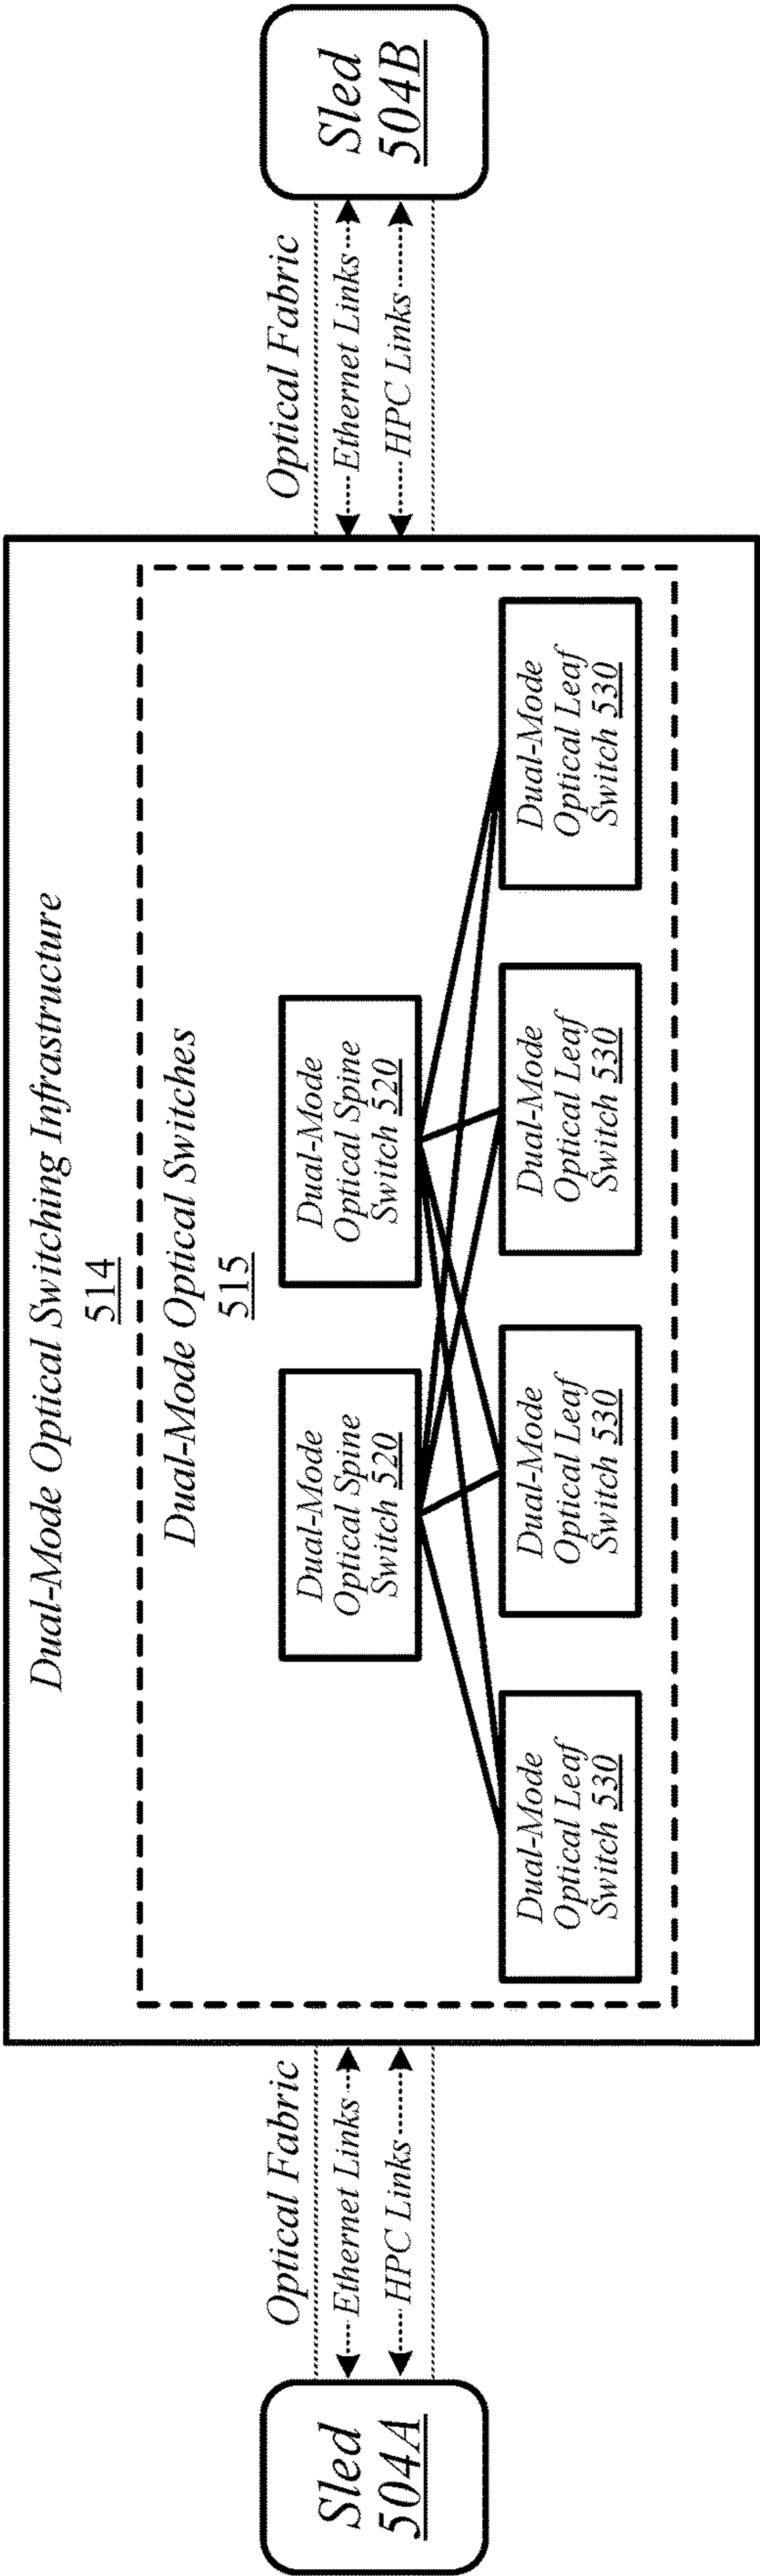 Dual-Mode Optical Switching Infrastructure
514
Dual-Mode Optical Switches
515
Optical Fabric
Ethernet Links
HPC Links
Sled
504A
Dual-Mode
Optical Spine
Switch 520
Dual-Mode
Optical Spine
Switch 520
Dual-Mode
Optical Leaf
Switch 530
Dual-Mode
Optical Leaf
Switch 530
Dual-Mode
Optical Leaf
Switch 530
Dual-Mode
Optical Leaf
Switch 530
Optical Fabric
Ethernet Links
HPC Links
Sled
504B